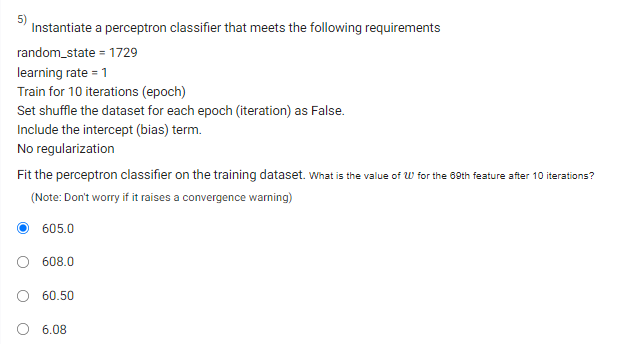 5)
Instantiate a perceptron classifier that meets the following requirements
random_state = 1729
learning rate = 1
Train for 10 iterations (epoch)
Set shuffle the dataset for each epoch (iteration) as False.
Include the intercept (bias) term.
No regularization
Fit the perceptron classifier on the training dataset. What is the value of w for the 69th feature after 10 iterations?
(Note: Don't worry if it raises a convergence warning)
605.0
608.0
60.50
6.08